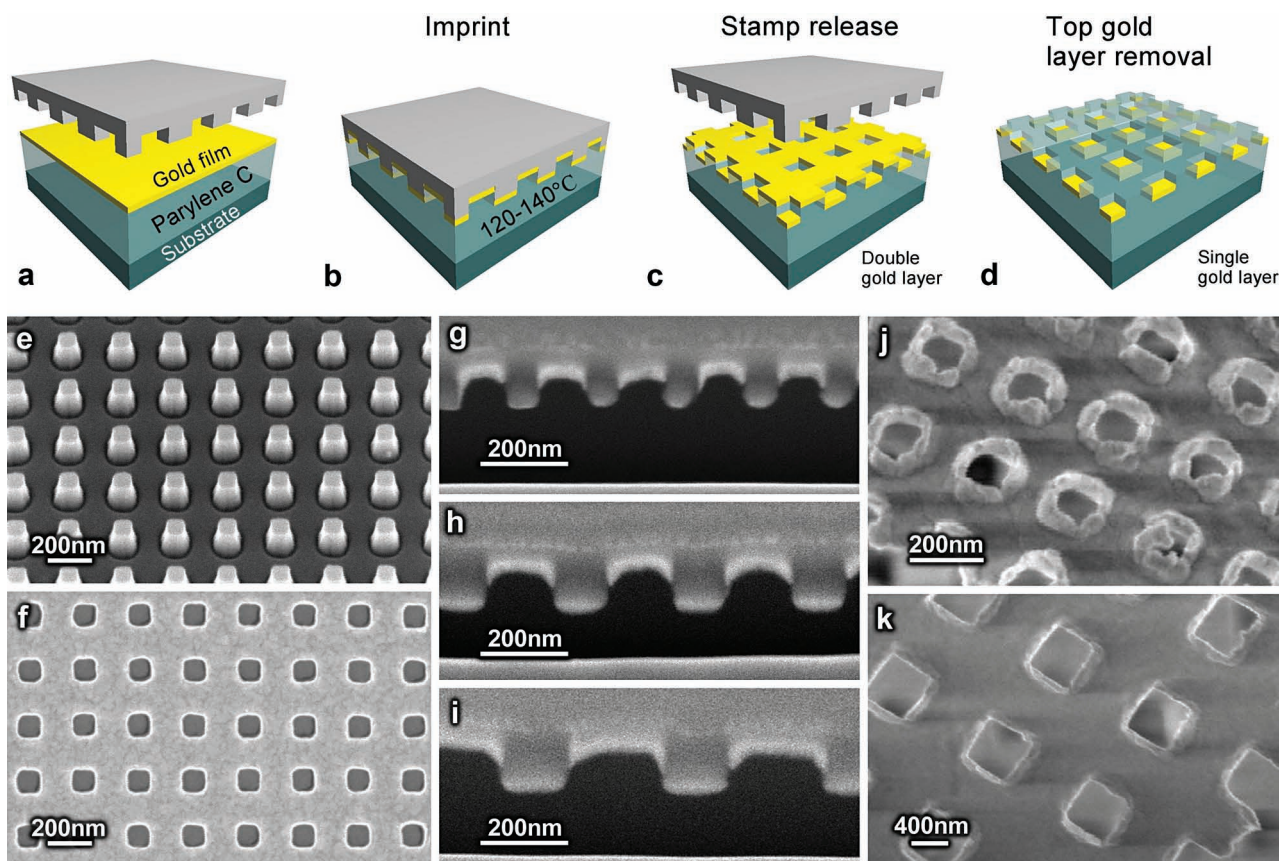 Imprint
Stamp release
Top gold
layer removal
Gold film
Parylene C
Substrate
120-140°C
Double
gold layer
Single
gold layer
a
b
c
d
e
200nm
f
200nm
g
200nm
h
200nm
i
200nm
j
200nm
k
400nm